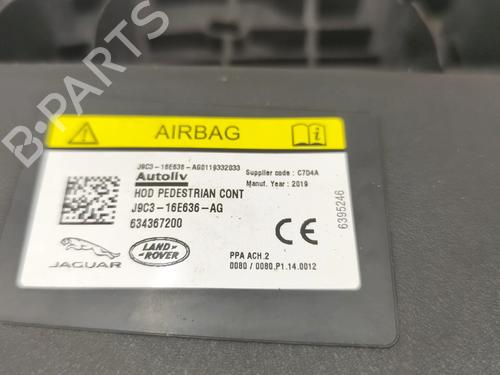 AIRBAG
J9C3-16E636-AG0119332033
Supplier code : C7D4A
Autoliv
Manut. Year : 2019
HOD PEDESTRIAN CONT
J9C3-16E636-AG
634367200
6395246
CE
JAGUAR
LAND-
ROVER
PPA ACH.2
0080 / 0080.P1.14.0012
B-PARTS